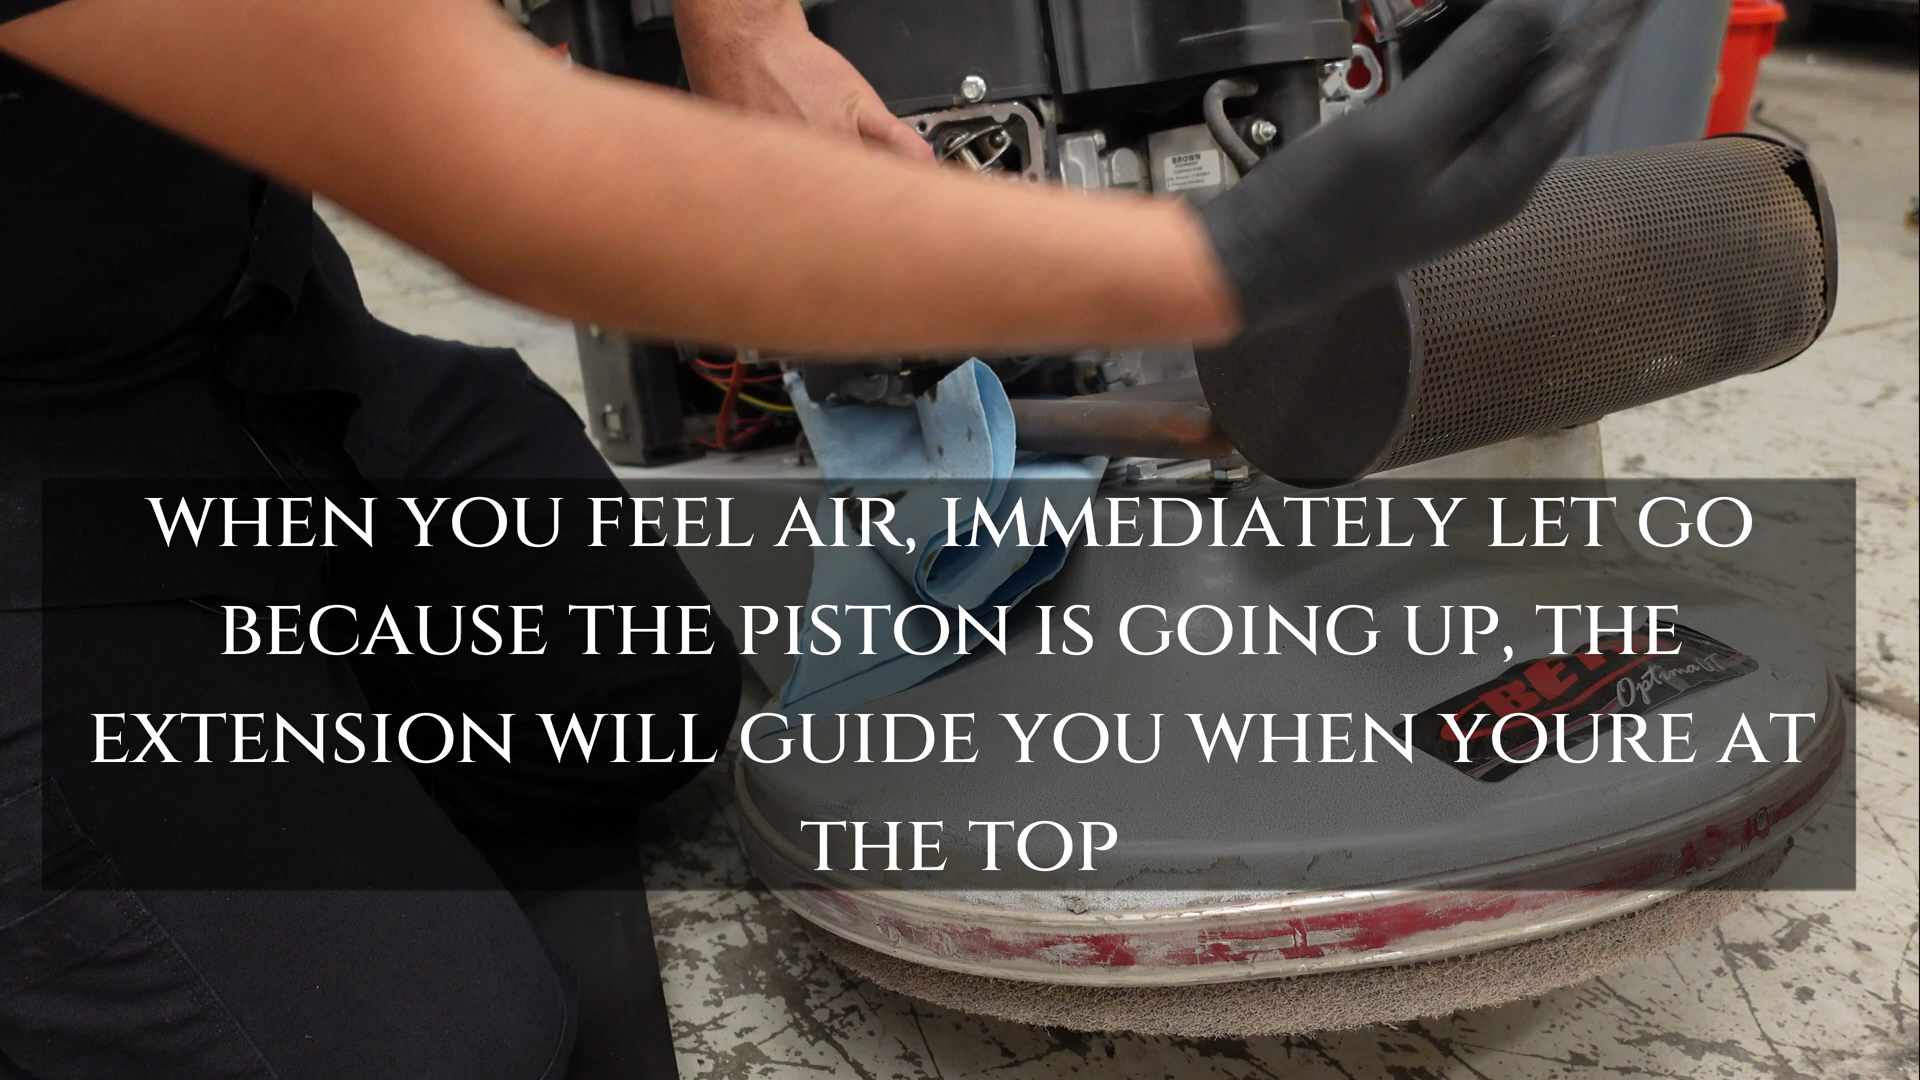 BROWN
WHEN YOU FEEL AIR, IMMEDIATELY LET GO
BECAUSE THE PISTON IS GOING UP, THE
EXTENSION WILL GUIDE YOU WHEN YOURE AT
THE TOP